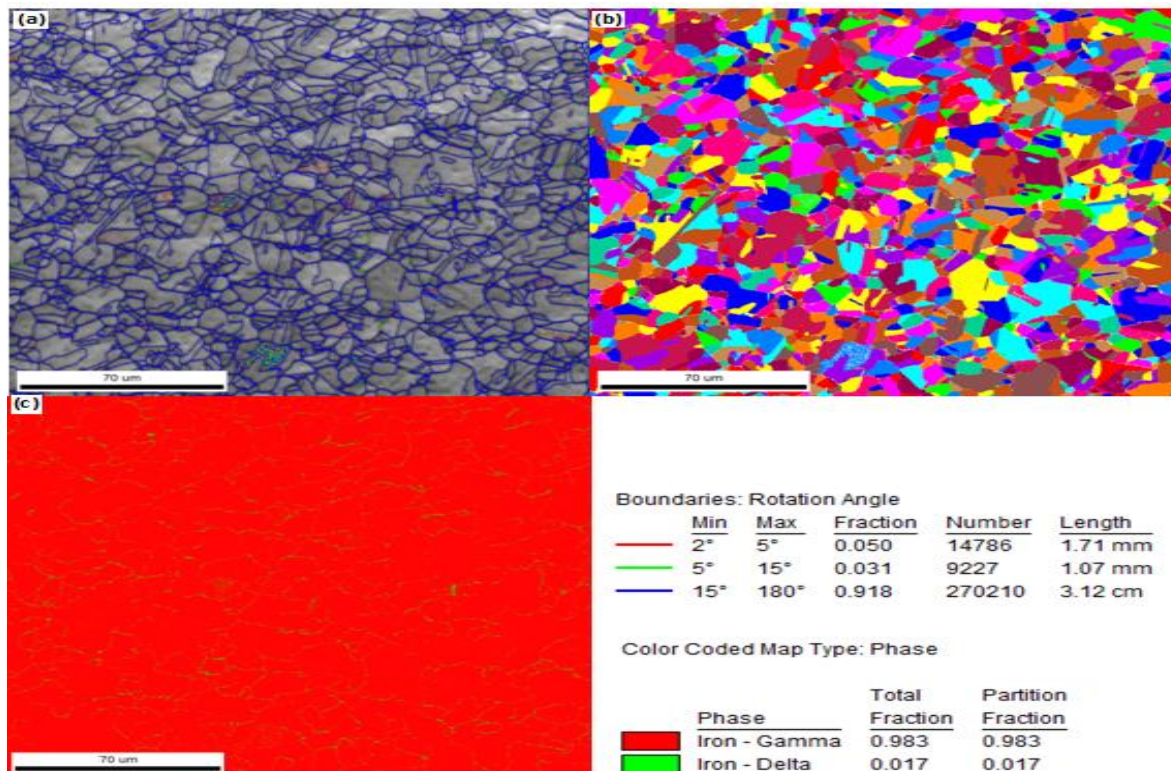 (a)
(b)
70 um
70 um
(c)
70 um
Boundaries: Rotation Angle
Min Max Fraction Number Length
2° 5° 0.050 14786 1.71 mm
5° 15° 0.031 9227 1.07 mm
15° 180° 0.918 270210 3.12 cm
Color Coded Map Type: Phase
Total Partition
Phase Fraction Fraction
Iron - Gamma 0.983 0.983
Iron - Delta 0.017 0.017